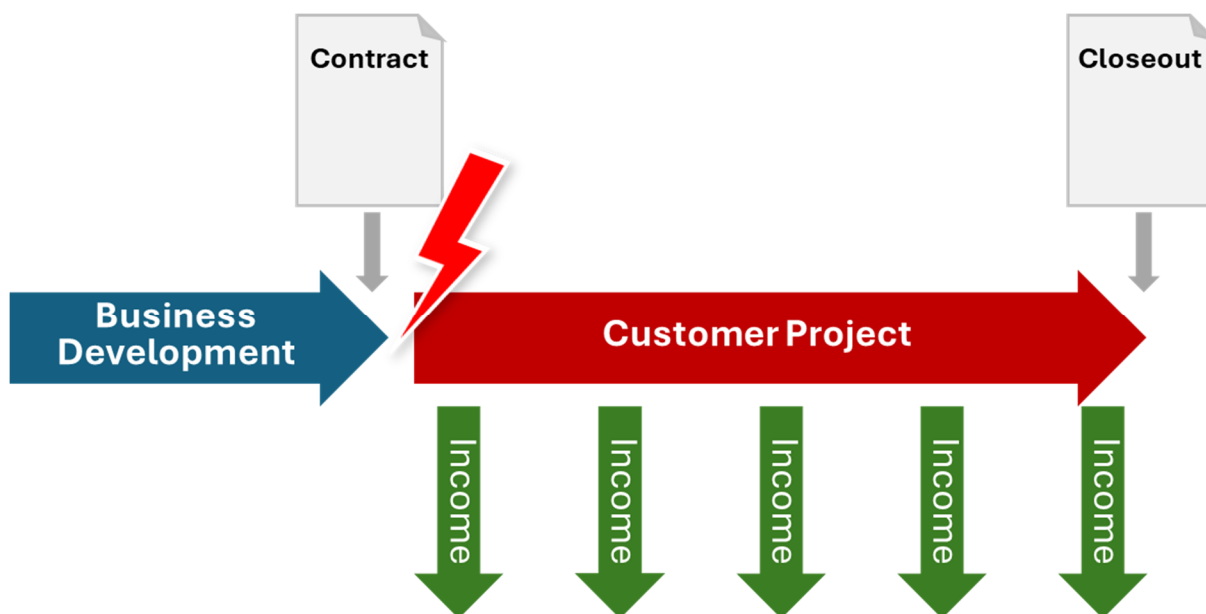 Contract
Closeout
Business
Development
Customer Project
Income
Income
Income
Income
Income